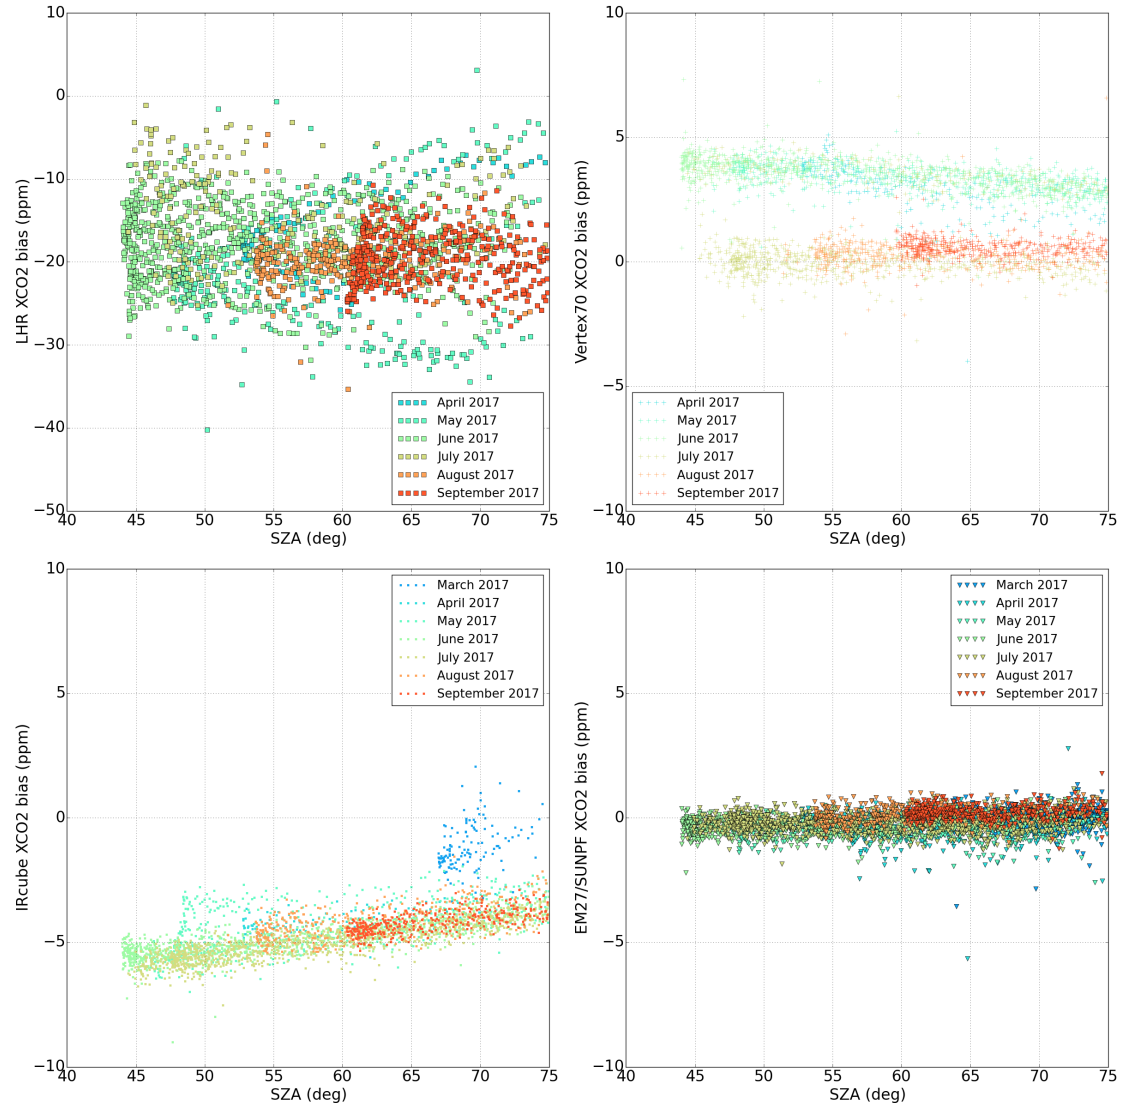 10
0
−10
−20
−30
−40
−50
LHR XCO2 bias (ppm)
April 2017
May 2017
June 2017
July 2017
August 2017
September 2017
40 45 50 55 60 65 70 75
SZA (deg)
10
5
0
−5
−10
Vertex70 XCO2 bias (ppm)
April 2017
May 2017
June 2017
July 2017
August 2017
September 2017
40 45 50 55 60 65 70 75
SZA (deg)
10
5
0
−5
−10
IRcube XCO2 bias (ppm)
March 2017
April 2017
May 2017
June 2017
July 2017
August 2017
September 2017
40 45 50 55 60 65 70 75
SZA (deg)
10
5
0
−5
−10
EM27/SUNPF XCO2 bias (ppm)
March 2017
April 2017
May 2017
June 2017
July 2017
August 2017
September 2017
40 45 50 55 60 65 70 75
SZA (deg)